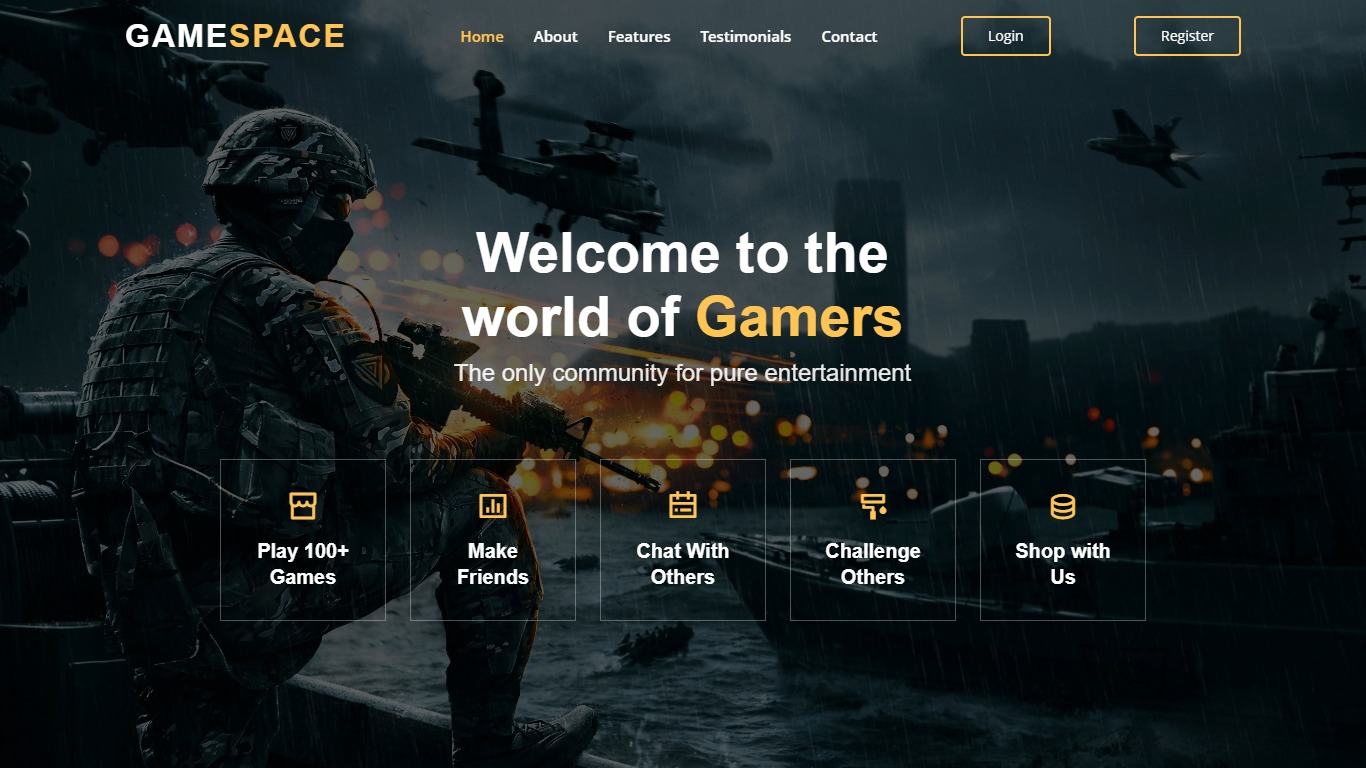 GAMESPACE
Home About Features Testimonials Contact Login Register
Welcome to the
world of Gamers
The only community for pure entertainment
Play 100+
Games
Make
Friends
Chat With
Others
Challenge
Others
Shop with
Us